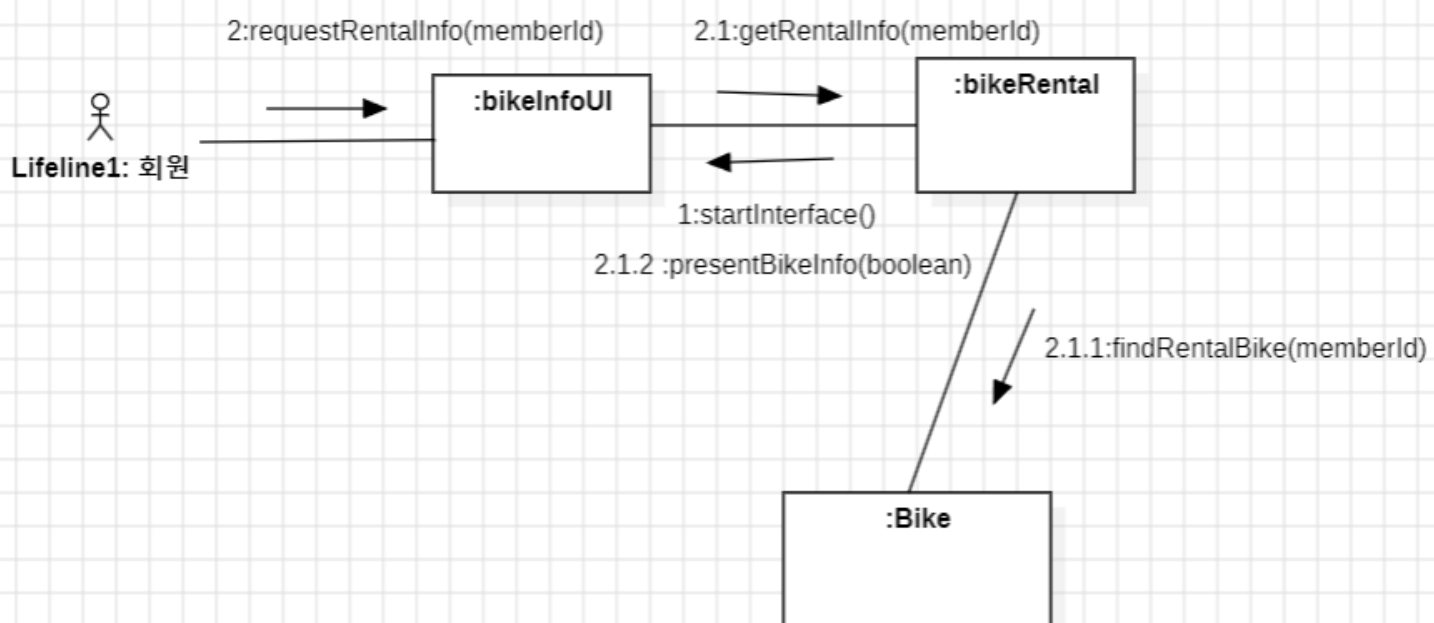 2:requestRentalInfo(memberId)
2.1:getRentalInfo(memberId)
:bikeInfoUI
:bikeRental
Lifeline1: 회원
1:startInterface()
2.1.2 :presentBikeInfo(boolean)
2.1.1:findRentalBike(memberId)
:Bike